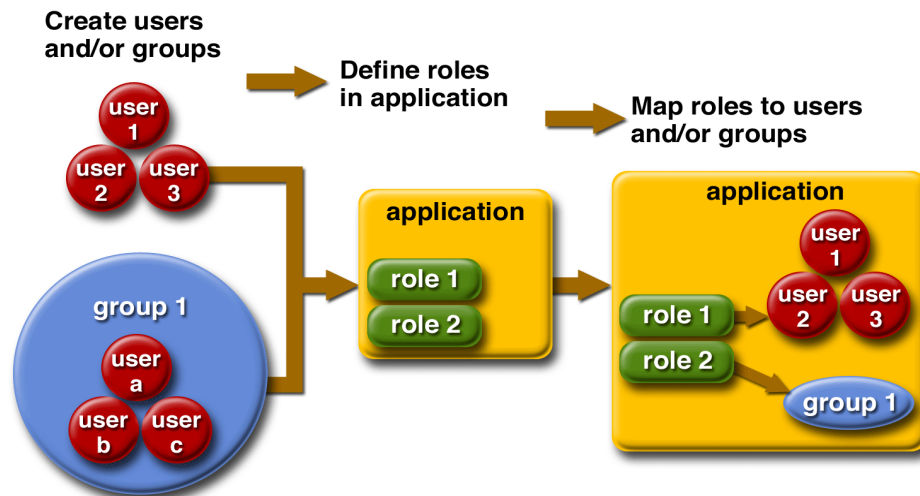 Create users
and/or groups
Define roles
in application
Map roles to users
and/or groups
user
1
user
2
user
3
group 1
user
a
user
b
user
c
application
role 1
role 2
application
user
1
user
2
user
3
role 1
role 2
group 1